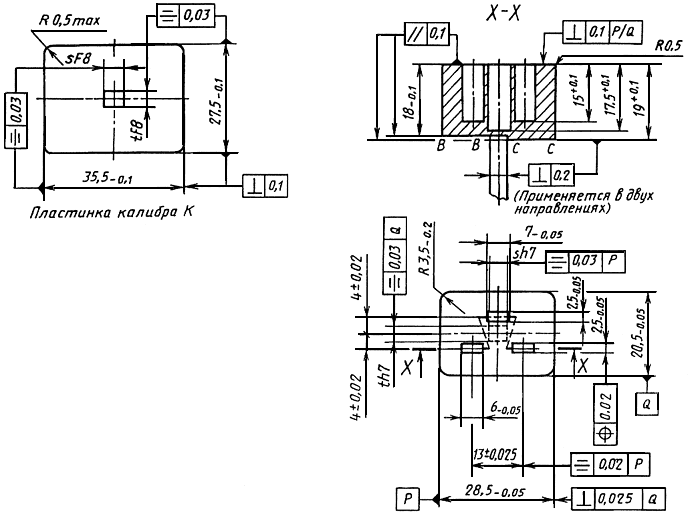 R 0,5 max
0,03
sF8
0,03
tF8
27,5-0,1
35,5-0,1
⊥ 0,1
Пластинка калибра К
X-X
// 0,1
⊥ 0,1 P/Q
R0,5
18-0,1
15+0,1
17,5+0,1
19+0,1
B B C C
⊥ 0,2
(Применяется в двух
направлениях)
7-0,05
sh7
0,03 P
R 3,5-0,2
0,03 Q
4±0,02
4±0,02
th7
X
X
2,5-0,05
2,5-0,05
20,5-0,05
0.02
Q
6-0,05
13±0,025
0,02 P
P
28,5-0,05
⊥ 0,025 Q